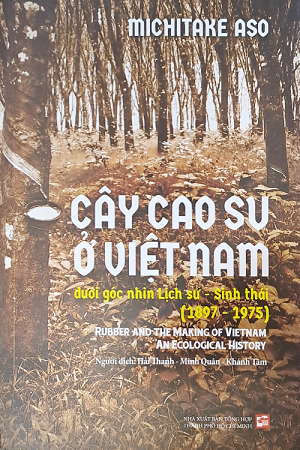 MICHITAKE ASO
CÂY CAO SU
Ở VIỆT NAM
dưới góc nhìn Lịch sử - Sinh thái
(1897 - 1975)
RUBBER AND THE MAKING OF VIETNAM
AN ECOLOGICAL HISTORY
Người dịch: Hải Thanh - Minh Quân - Khánh Tâm
NHÀ XUẤT BẢN TỔNG HỢP
THÀNH PHỐ HỒ CHÍ MINH